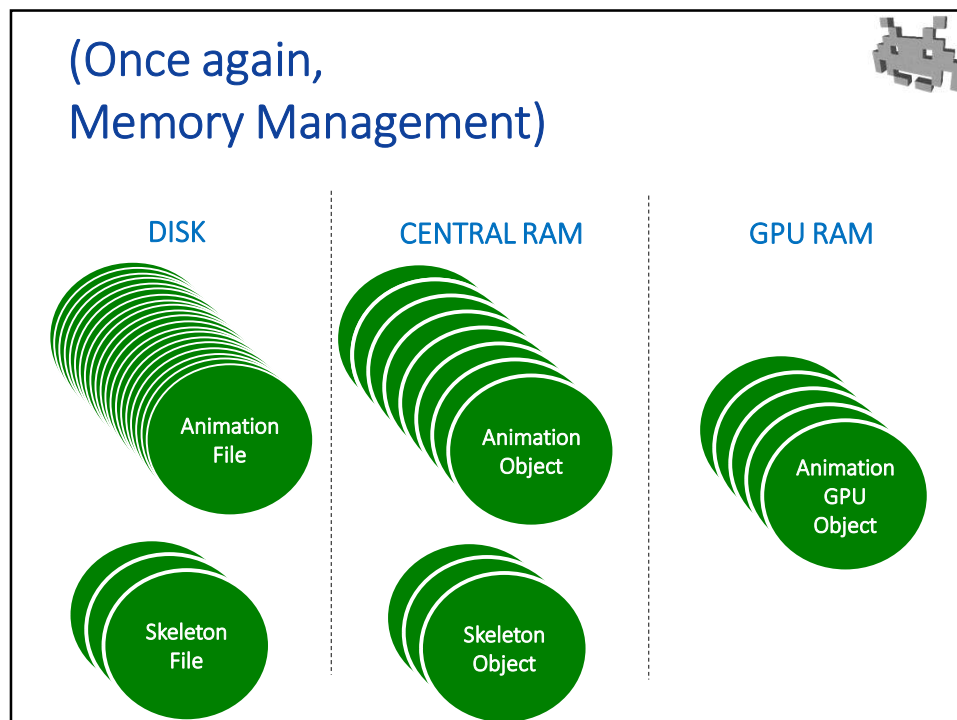 (Once again,
Memory Management)
DISK
CENTRAL RAM
GPU RAM
Animation
File
Animation
Object
Animation
GPU
Object
Skeleton
File
Skeleton
Object